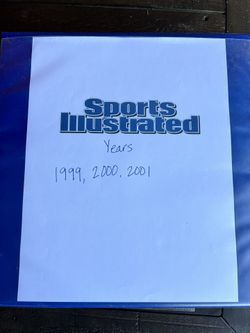 Sports
Illustrated
Years
1999, 2000, 2001